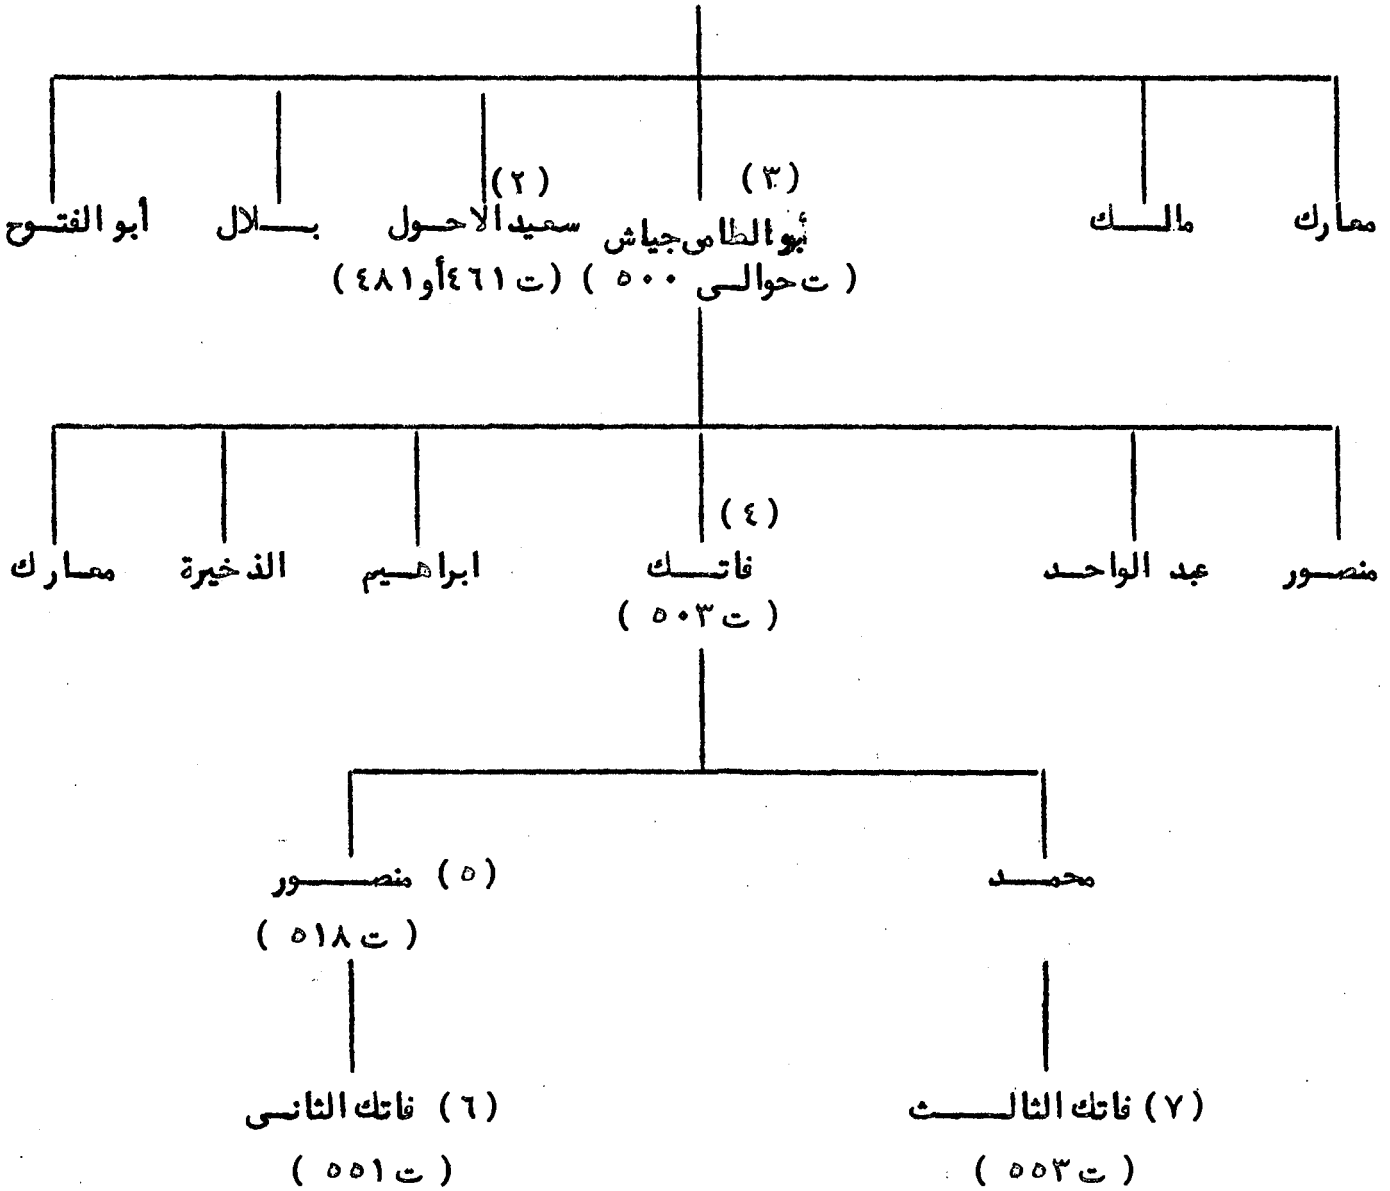 (٣) (٢)
معارك مالك أبو الطامى جياش سعيد الاحول بلال أبو الفتوح
( ت حوالى ٥٠٠ ) ( ت ٤٦١ أو ٤٨١ )
(٤)
منصور عبد الواحد فاتك ابراهيم الذخيرة معارك
( ت ٥٠٣ )
محمد (٥) منصور
( ت ٥١٨ )
(٧) فاتك الثالث (٦) فاتك الثانى
( ت ٥٥٣ ) ( ت ٥٥١ )